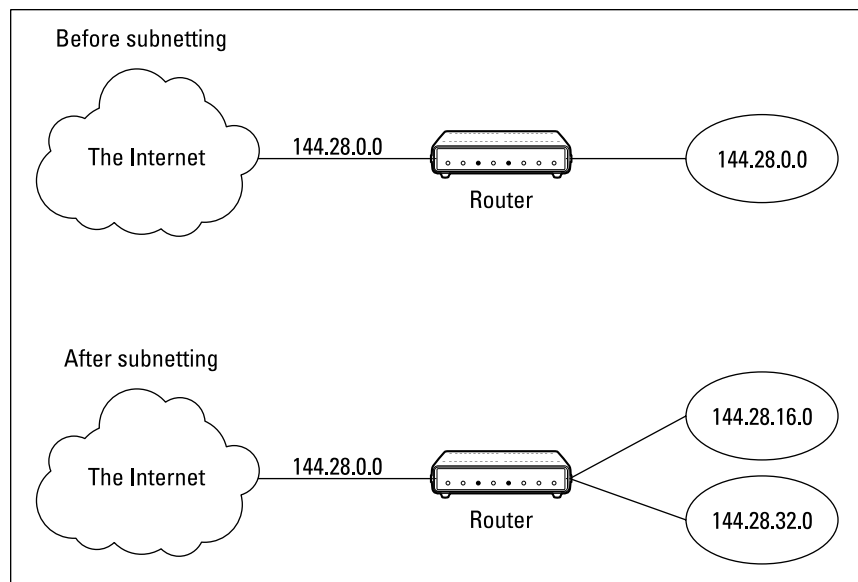 Before subnetting
The Internet
144.28.0.0
Router
144.28.0.0
After subnetting
The Internet
144.28.0.0
Router
144.28.16.0
144.28.32.0